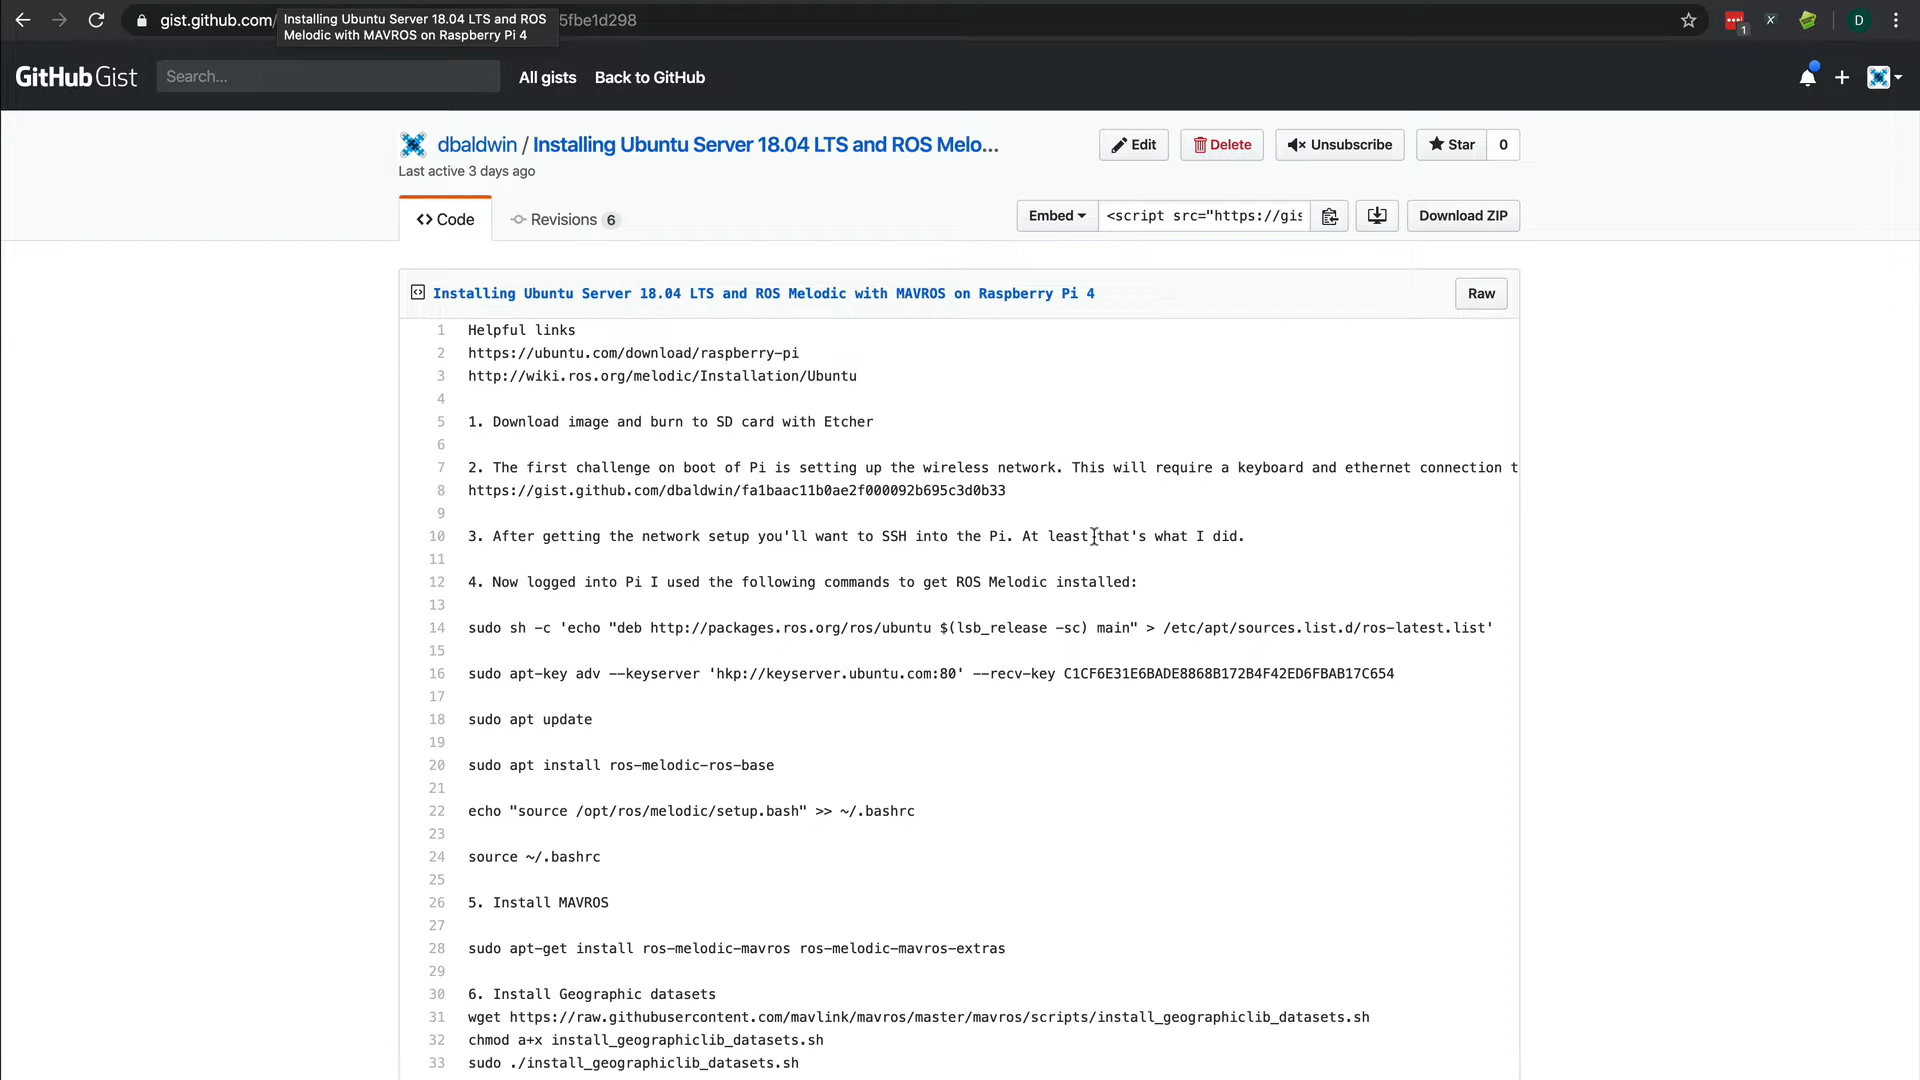 gist.github.com/
5fbe1d298
Installing Ubuntu Server 18.04 LTS and ROS
Melodic with MAVROS on Raspberry Pi 4
1
X
D
GitHub Gist
Search...
All gists
Back to GitHub
dbaldwin / Installing Ubuntu Server 18.04 LTS and ROS Melo...
Edit
Delete
Unsubscribe
Star
0
Last active 3 days ago
Code
Revisions 6
Embed
<script src="https://gis
Download ZIP
Installing Ubuntu Server 18.04 LTS and ROS Melodic with MAVROS on Raspberry Pi 4
Raw
1 Helpful links
2 https://ubuntu.com/download/raspberry-pi
3 http://wiki.ros.org/melodic/Installation/Ubuntu
4
5 1. Download image and burn to SD card with Etcher
6
7 2. The first challenge on boot of Pi is setting up the wireless network. This will require a keyboard and ethernet connection t
8 https://gist.github.com/dbaldwin/fa1baac11b0ae2f000092b695c3d0b33
9
10 3. After getting the network setup you'll want to SSH into the Pi. At least that's what I did.
11
12 4. Now logged into Pi I used the following commands to get ROS Melodic installed:
13
14 sudo sh -c 'echo "deb http://packages.ros.org/ros/ubuntu $(lsb_release -sc) main" > /etc/apt/sources.list.d/ros-latest.list'
15
16 sudo apt-key adv --keyserver 'hkp://keyserver.ubuntu.com:80' --recv-key C1CF6E31E6BADE8868B172B4F42ED6FBAB17C654
17
18 sudo apt update
19
20 sudo apt install ros-melodic-ros-base
21
22 echo "source /opt/ros/melodic/setup.bash" >> ~/.bashrc
23
24 source ~/.bashrc
25
26 5. Install MAVROS
27
28 sudo apt-get install ros-melodic-mavros ros-melodic-mavros-extras
29
30 6. Install Geographic datasets
31 wget https://raw.githubusercontent.com/mavlink/mavros/master/mavros/scripts/install_geographiclib_datasets.sh
32 chmod a+x install_geographiclib_datasets.sh
33 sudo ./install_geographiclib_datasets.sh